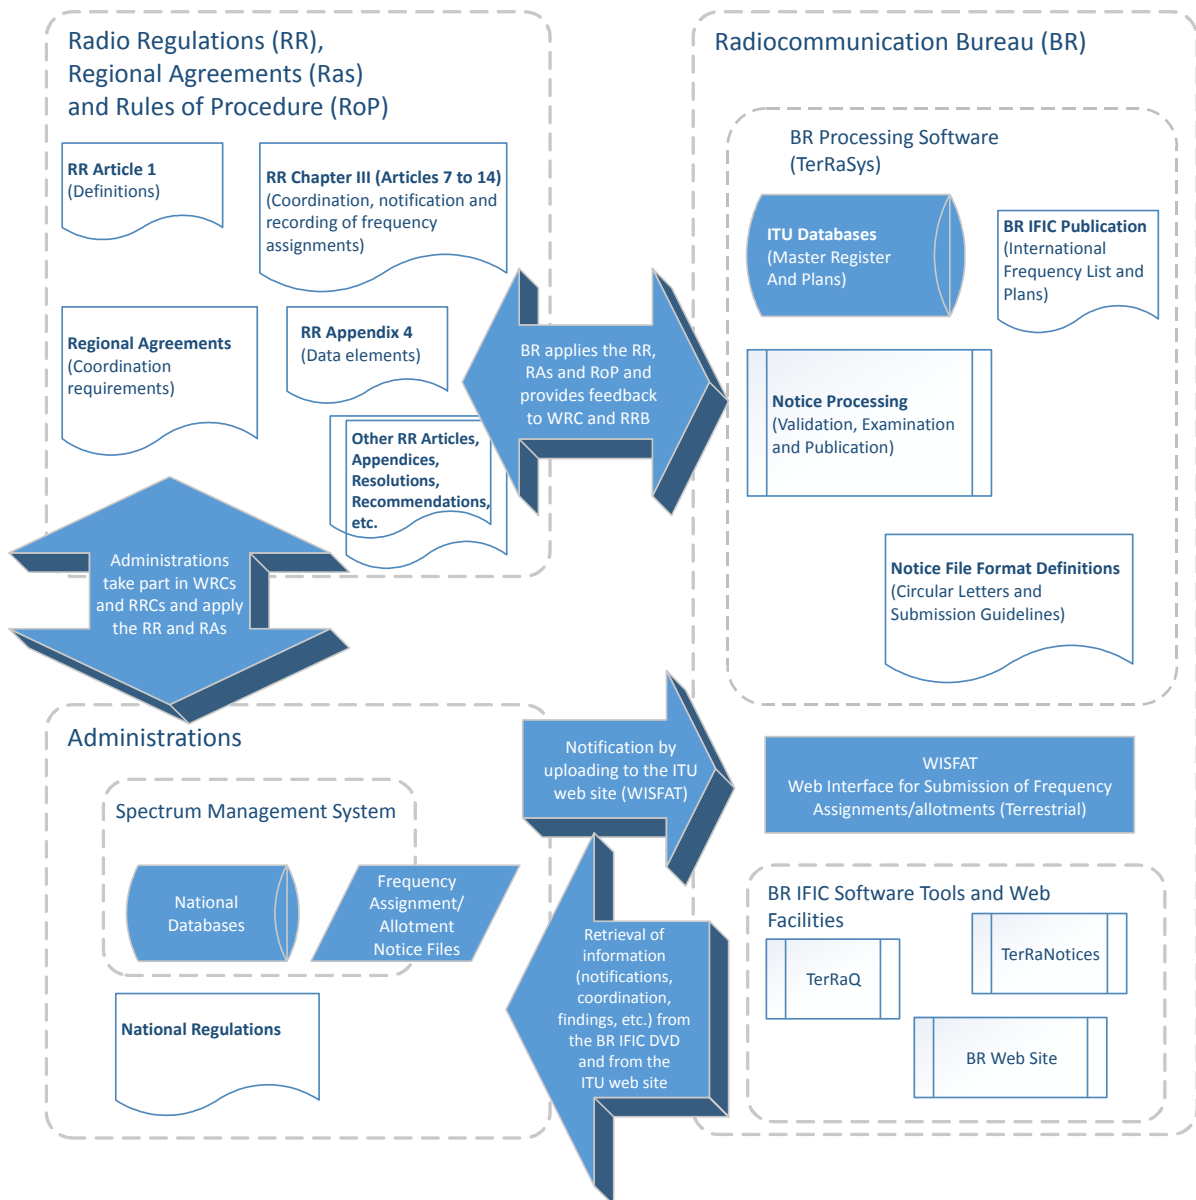 Radio Regulations (RR),
Regional Agreements (Ras)
and Rules of Procedure (RoP)
RR Article 1
(Definitions)
RR Chapter III (Articles 7 to 14)
(Coordination, notification and
recording of frequency
assignments)
Regional Agreements
(Coordination
requirements)
RR Appendix 4
(Data elements)
Other RR Articles,
Appendices,
Resolutions,
Recommendations,
etc.
BR applies the RR,
RAs and RoP and
provides feedback
to WRC and RRB
Radiocommunication Bureau (BR)
BR Processing Software
(TerRaSys)
ITU Databases
(Master Register
And Plans)
BR IFIC Publication
(International
Frequency List and
Plans)
Notice Processing
(Validation, Examination
and Publication)
Notice File Format Definitions
(Circular Letters and
Submission Guidelines)
Administrations
take part in WRCs
and RRCs and apply
the RR and RAs
Administrations
Spectrum Management System
National
Databases
Frequency
Assignment/
Allotment
Notice Files
National Regulations
Notification by
uploading to the ITU
web site (WISFAT)
WISFAT
Web Interface for Submission of Frequency
Assignments/allotments (Terrestrial)
Retrieval of
information
(notifications,
coordination,
findings, etc.) from
the BR IFIC DVD
and from the
ITU web site
BR IFIC Software Tools and Web
Facilities
TerRaQ
TerRaNotices
BR Web Site